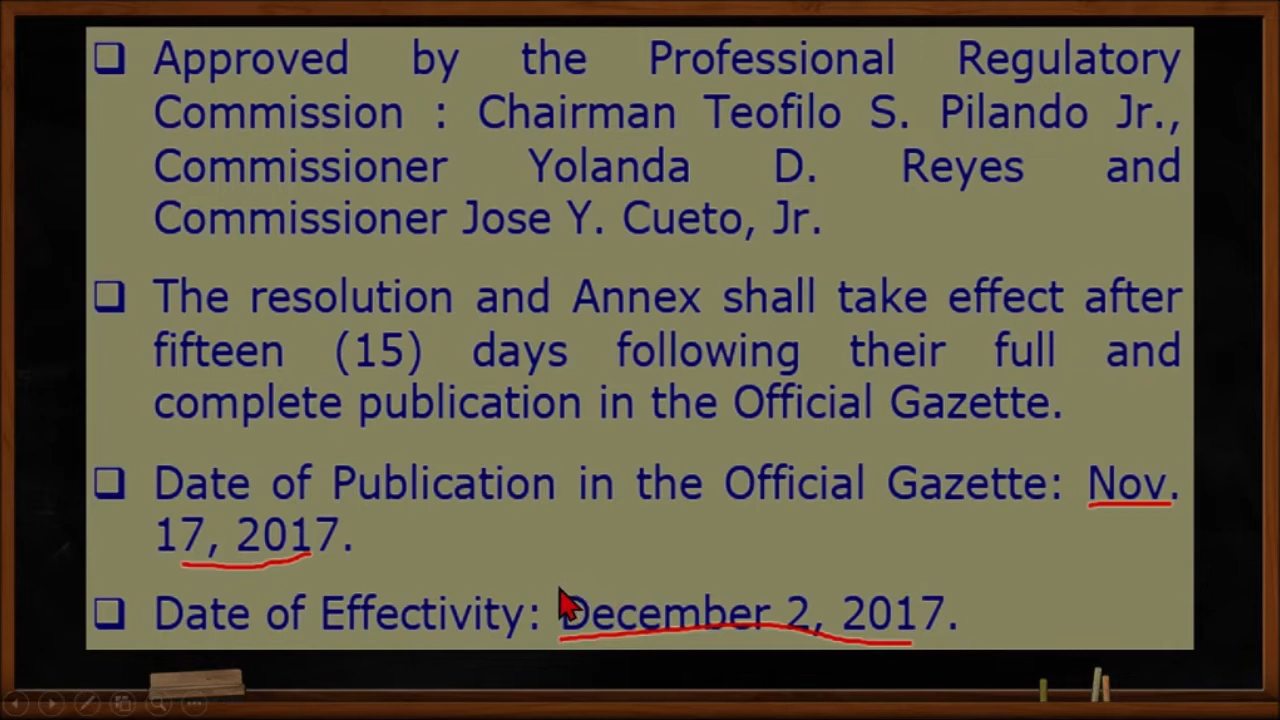 ❑ Approved by the Professional Regulatory
Commission : Chairman Teofilo S. Pilando Jr.,
Commissioner Yolanda D. Reyes and
Commissioner Jose Y. Cueto, Jr.
❑ The resolution and Annex shall take effect after
fifteen (15) days following their full and
complete publication in the Official Gazette.
❑ Date of Publication in the Official Gazette: Nov.
17, 2017.
❑ Date of Effectivity: December 2, 2017.